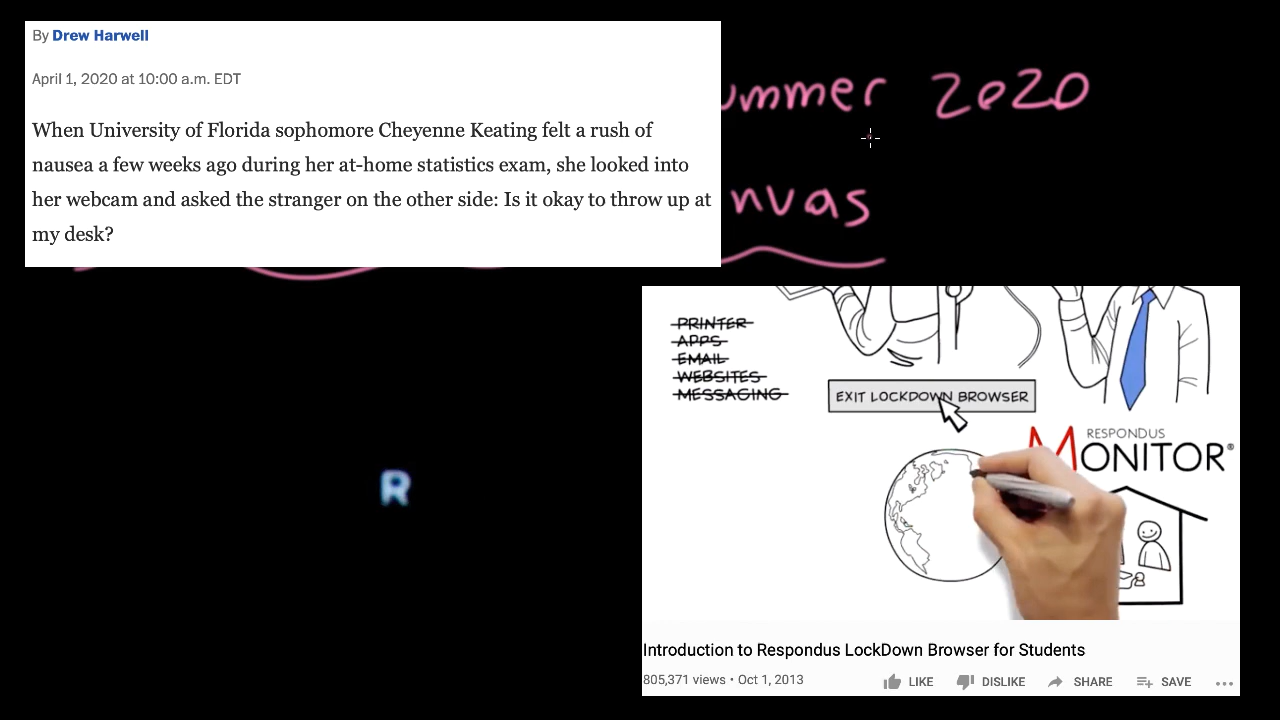 By Drew Harwell
April 1, 2020 at 10:00 a.m. EDT
When University of Florida sophomore Cheyenne Keating felt a rush of
nausea a few weeks ago during her at-home statistics exam, she looked into
her webcam and asked the stranger on the other side: Is it okay to throw up at
my desk?
ummer 2020
nvas
PRINTER
APPS
EMAIL
WEBSITES
MESSAGING
EXIT LOCKDOWN BROWSER
RESPONDUS
MONITOR®
R
Introduction to Respondus LockDown Browser for Students
805,371 views • Oct 1, 2013
LIKE
DISLIKE
SHARE
SAVE